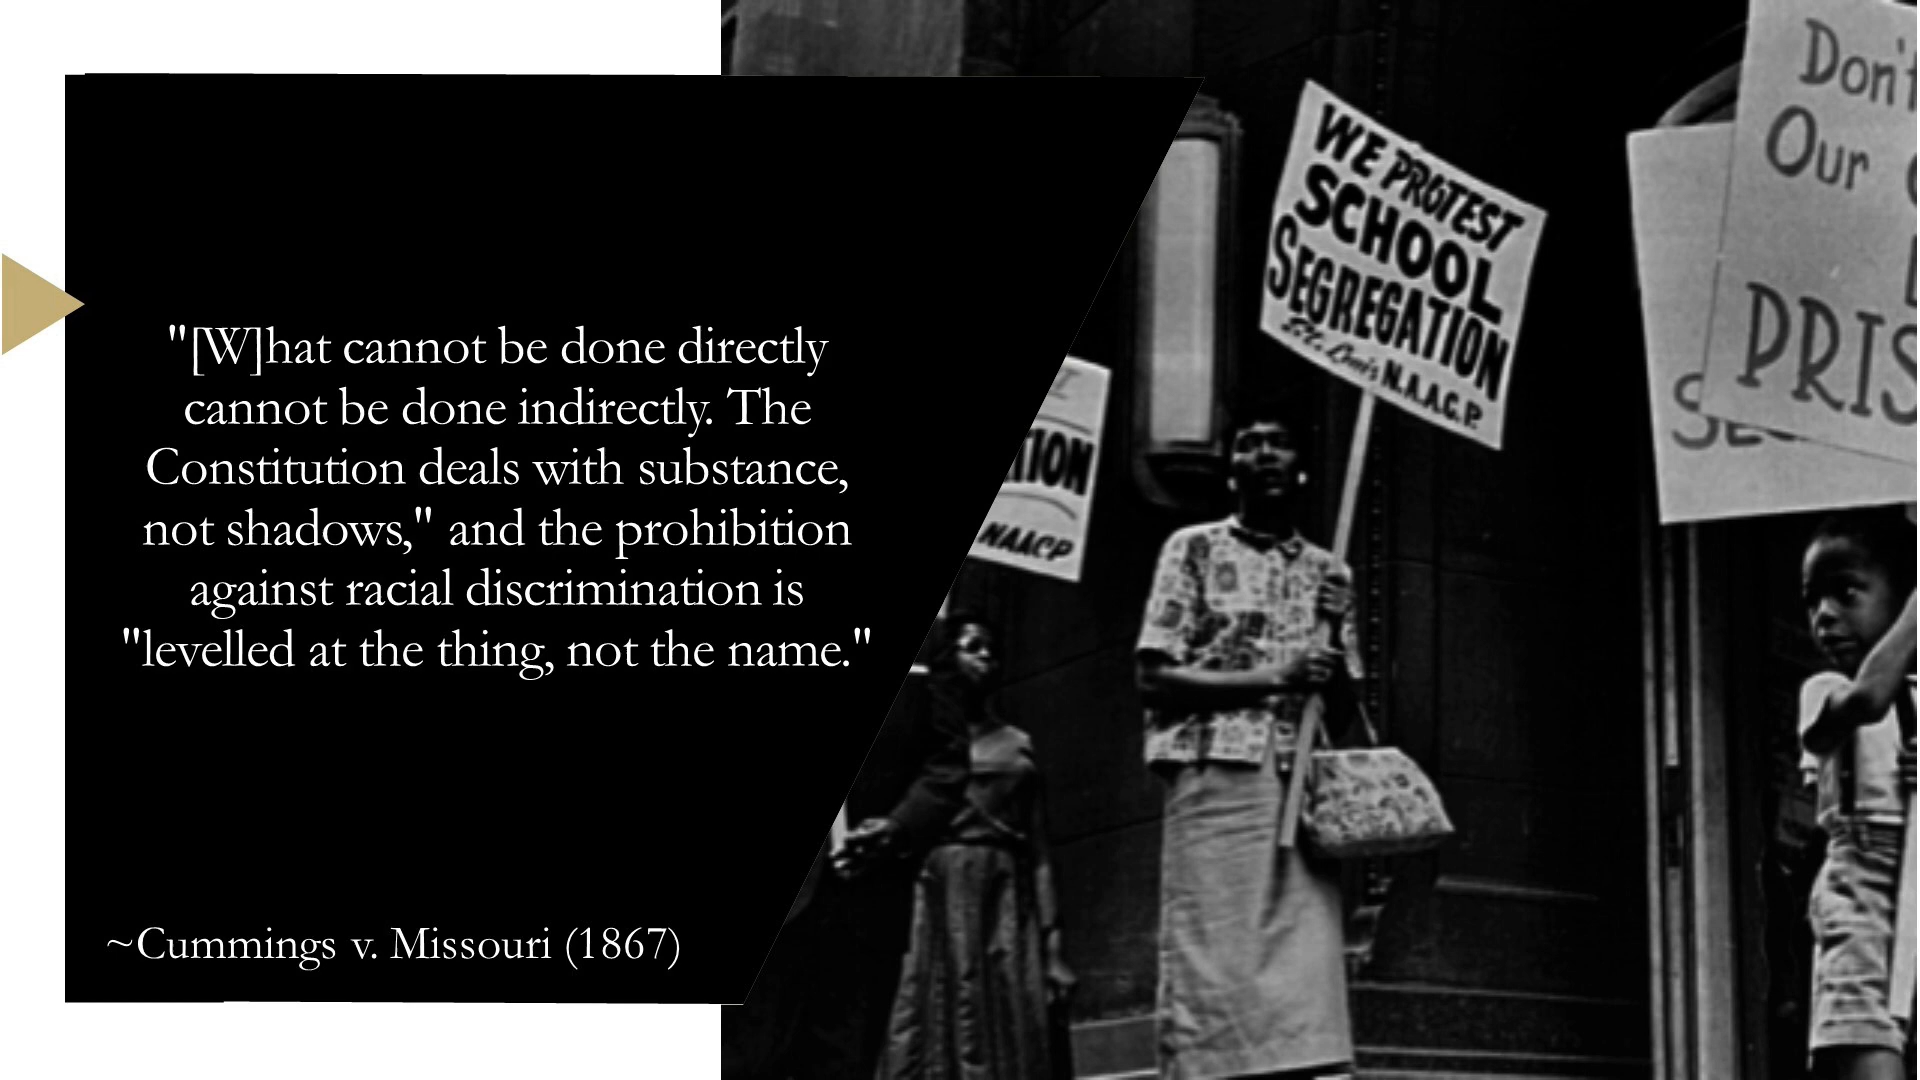 "[W]hat cannot be done directly
cannot be done indirectly. The
Constitution deals with substance,
not shadows," and the prohibition
against racial discrimination is
"levelled at the thing, not the name."
~Cummings v. Missouri (1867)
WE PROTEST
SCHOOL
SEGREGATION
St. Louis N.A.A.C.P.
NAACP
Don't
Our